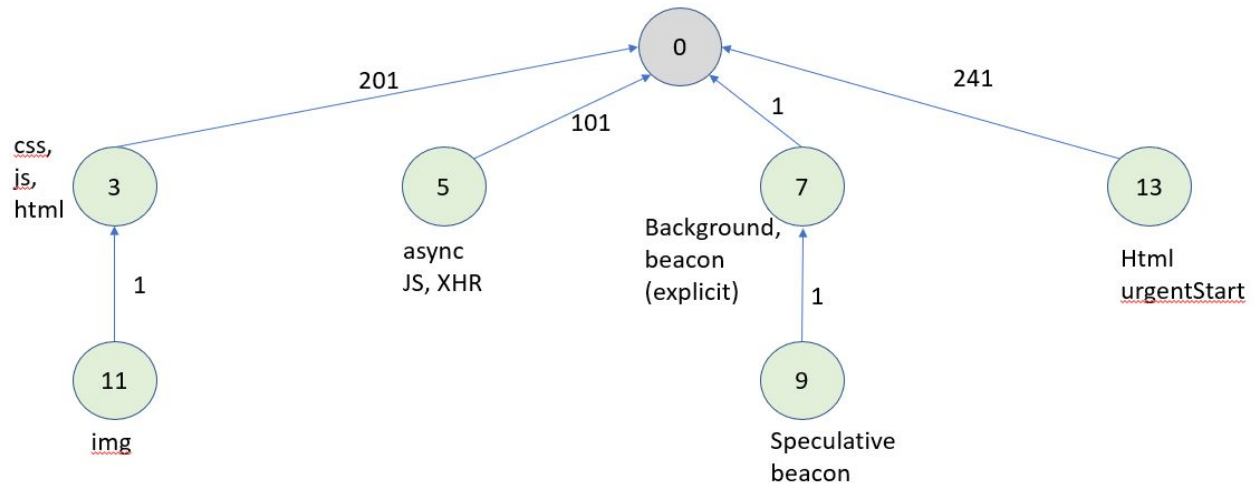 0
201
241
1
101
css,
js,
html
3
5
7
13
async
JS, XHR
Background,
beacon
(explicit)
Html
urgentStart
1
1
11
9
img
Speculative
beacon